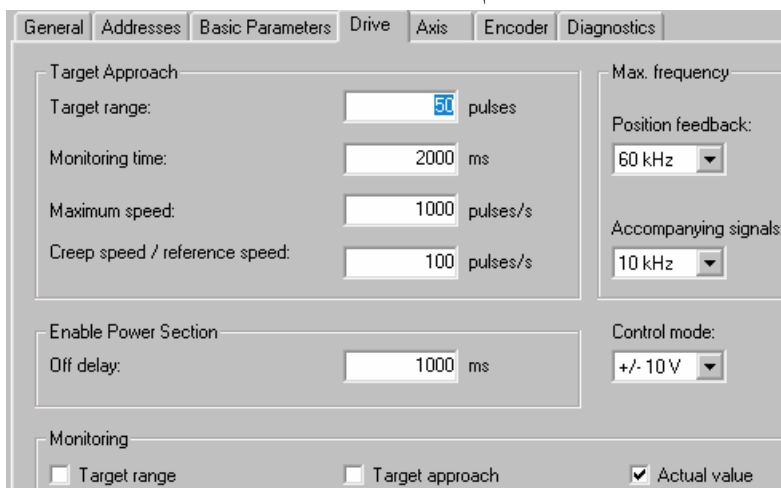 General Addresses Basic Parameters Drive Axis Encoder Diagnostics
Target Approach
Target range: 50 pulses
Monitoring time: 2000 ms
Maximum speed: 1000 pulses/s
Creep speed / reference speed: 100 pulses/s
Max. frequency
Position feedback:
60 kHz
Accompanying signals
10 kHz
Enable Power Section
Off delay: 1000 ms
Control mode:
+/- 10 V
Monitoring
Target range Target approach Actual value